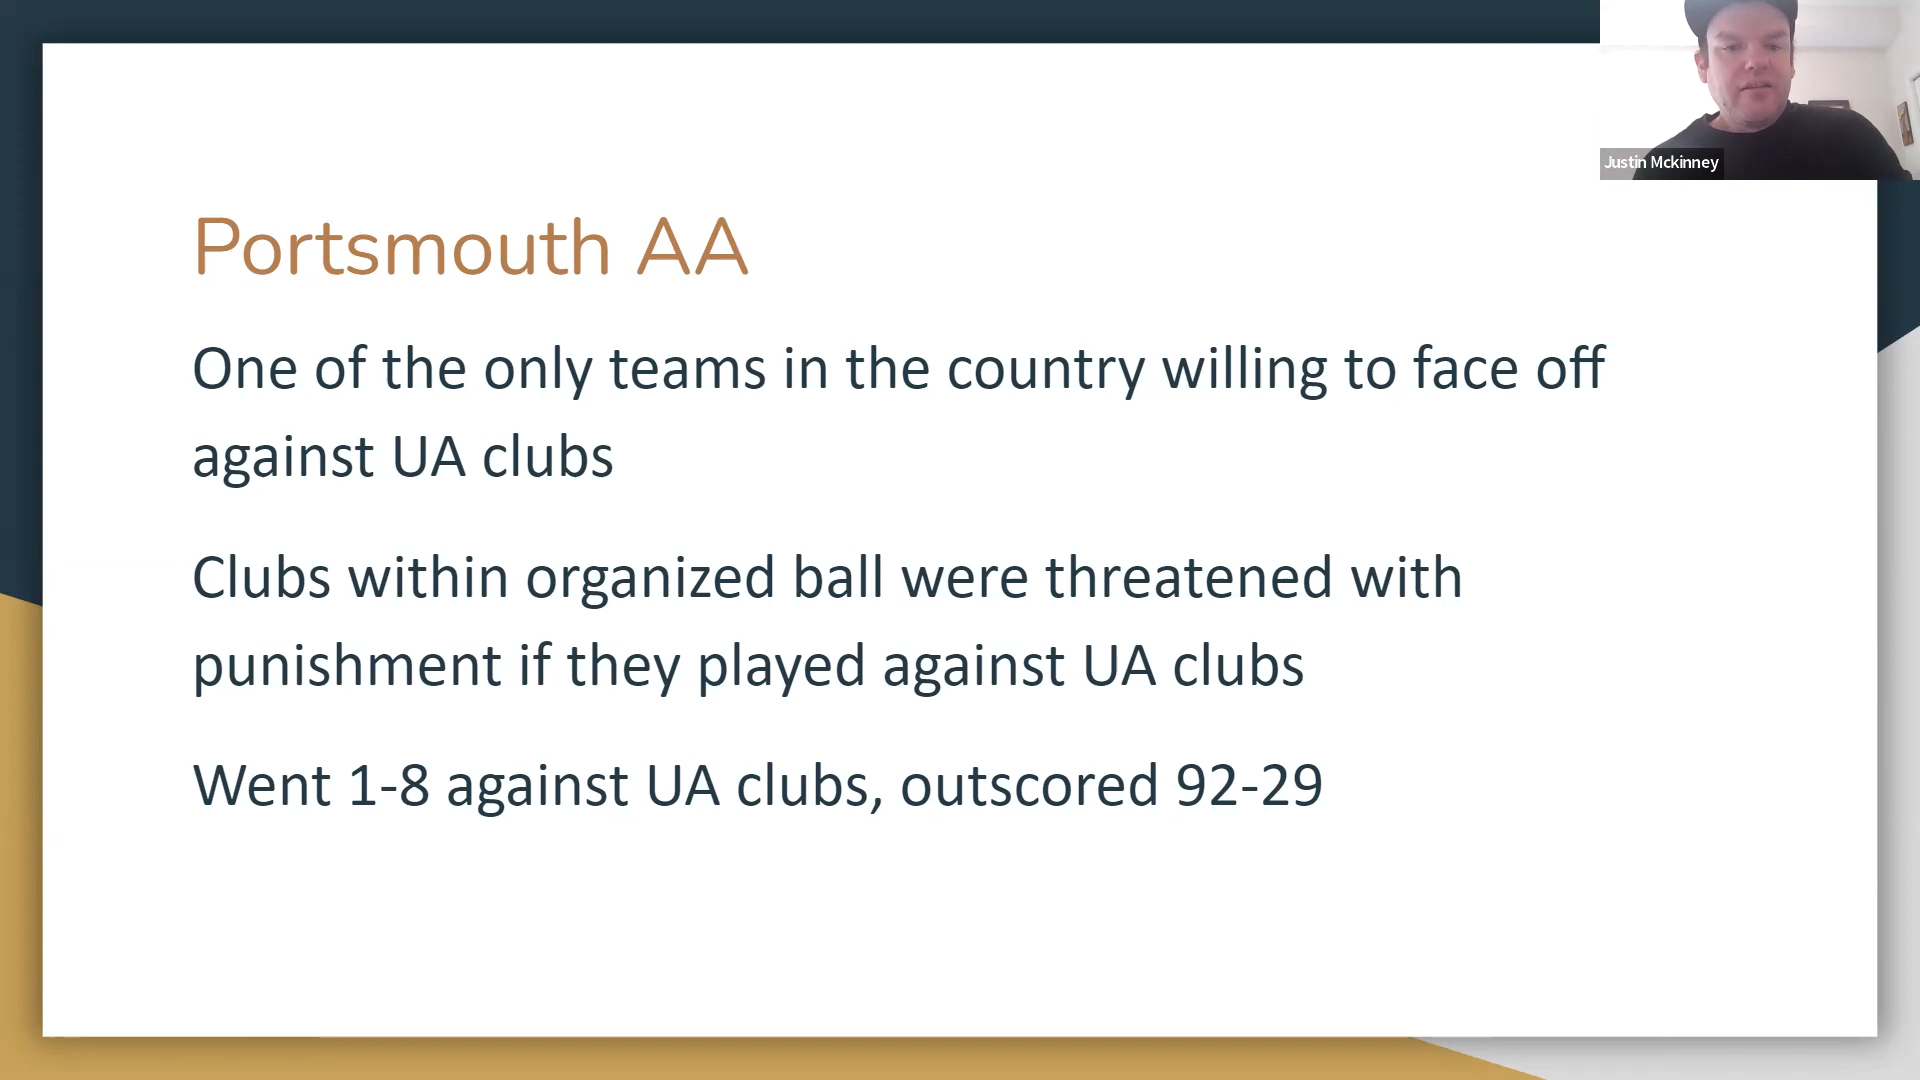 Justin Mckinney
Portsmouth AA
One of the only teams in the country willing to face off
against UA clubs
Clubs within organized ball were threatened with
punishment if they played against UA clubs
Went 1-8 against UA clubs, outscored 92-29